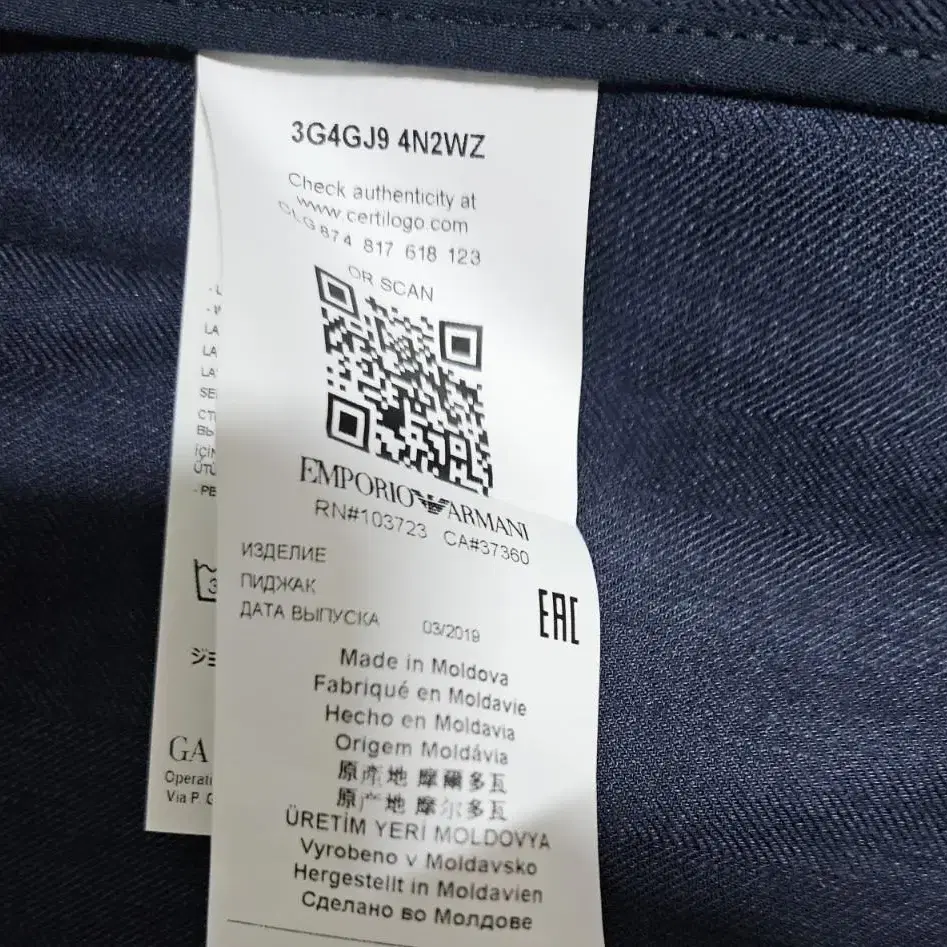 3G4GJ9 4N2WZ
Check authenticity at
www.certilogo.com
CLG 874 817 618 123
OR SCAN
EMPORIO ARMANI
RN#103723 CA#37360
ИЗДЕЛИЕ
ПИДЖАК
ДАТА ВЫПУСКА 03/2019
EAC
Made in Moldova
Fabriqué en Moldavie
Hecho en Moldavia
Origem Moldávia
原產地 摩爾多瓦
原产地 摩尔多瓦
ÜRETİM YERİ MOLDOVYA
Vyrobeno v Moldavsko
Hergestellt in Moldavien
Сделано во Молдове
GA
Via P.